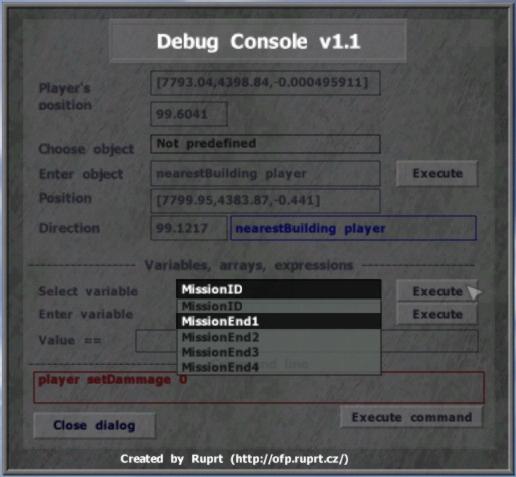 Debug Console v1.1
Player's position
[7793.04,4398.84,-0.000495911]
99.6041
Choose object Not predefined
Enter object nearestBuilding player Execute
Position [7799.95,4383.87,-0.441]
Direction 99.1217 nearestBuilding player
Variables, arrays, expressions
Select variable MissionID Execute
MissionID
Enter variable MissionEnd1 Execute
MissionEnd2
Value ==
MissionEnd3
MissionEnd4 line
player setDammage 0
Close dialog Execute command
Created by Ruprt (http://ofp.ruprt.cz/)